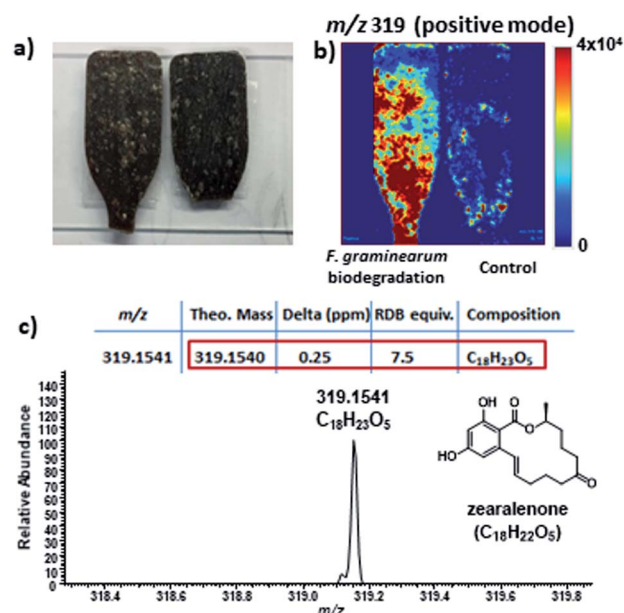 m/z 319 (positive mode)
a)
b)
4x10⁴
0
F. graminearum
biodegradation
Control
c)
m/z Theo. Mass Delta (ppm) RDB equiv. Composition
319.1541 319.1540 0.25 7.5 C₁₈H₂₃O₅
319.1541
C₁₈H₂₃O₅
Relative Abundance
140
130
120
110
100
90
80
70
60
50
40
30
20
10
0
318.4 318.6 318.8 319.0 319.2 319.4 319.6 319.8
m/z
OH
O
O
HO
O
zearalenone
(C₁₈H₂₂O₅)